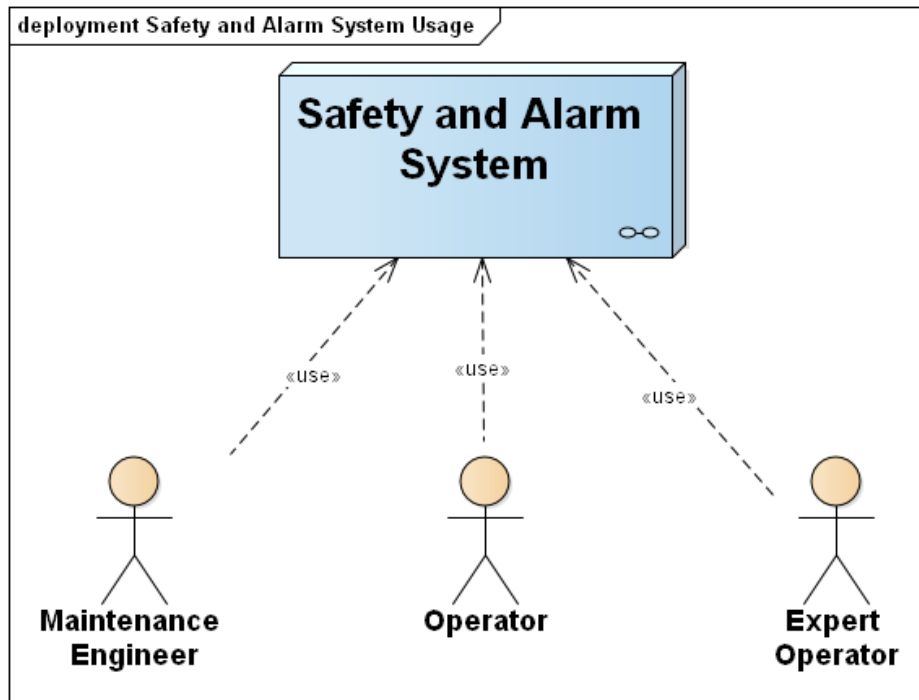 deployment Safety and Alarm System Usage
Safety and Alarm
System
«use»
«use»
«use»
Maintenance
Engineer
Operator
Expert
Operator